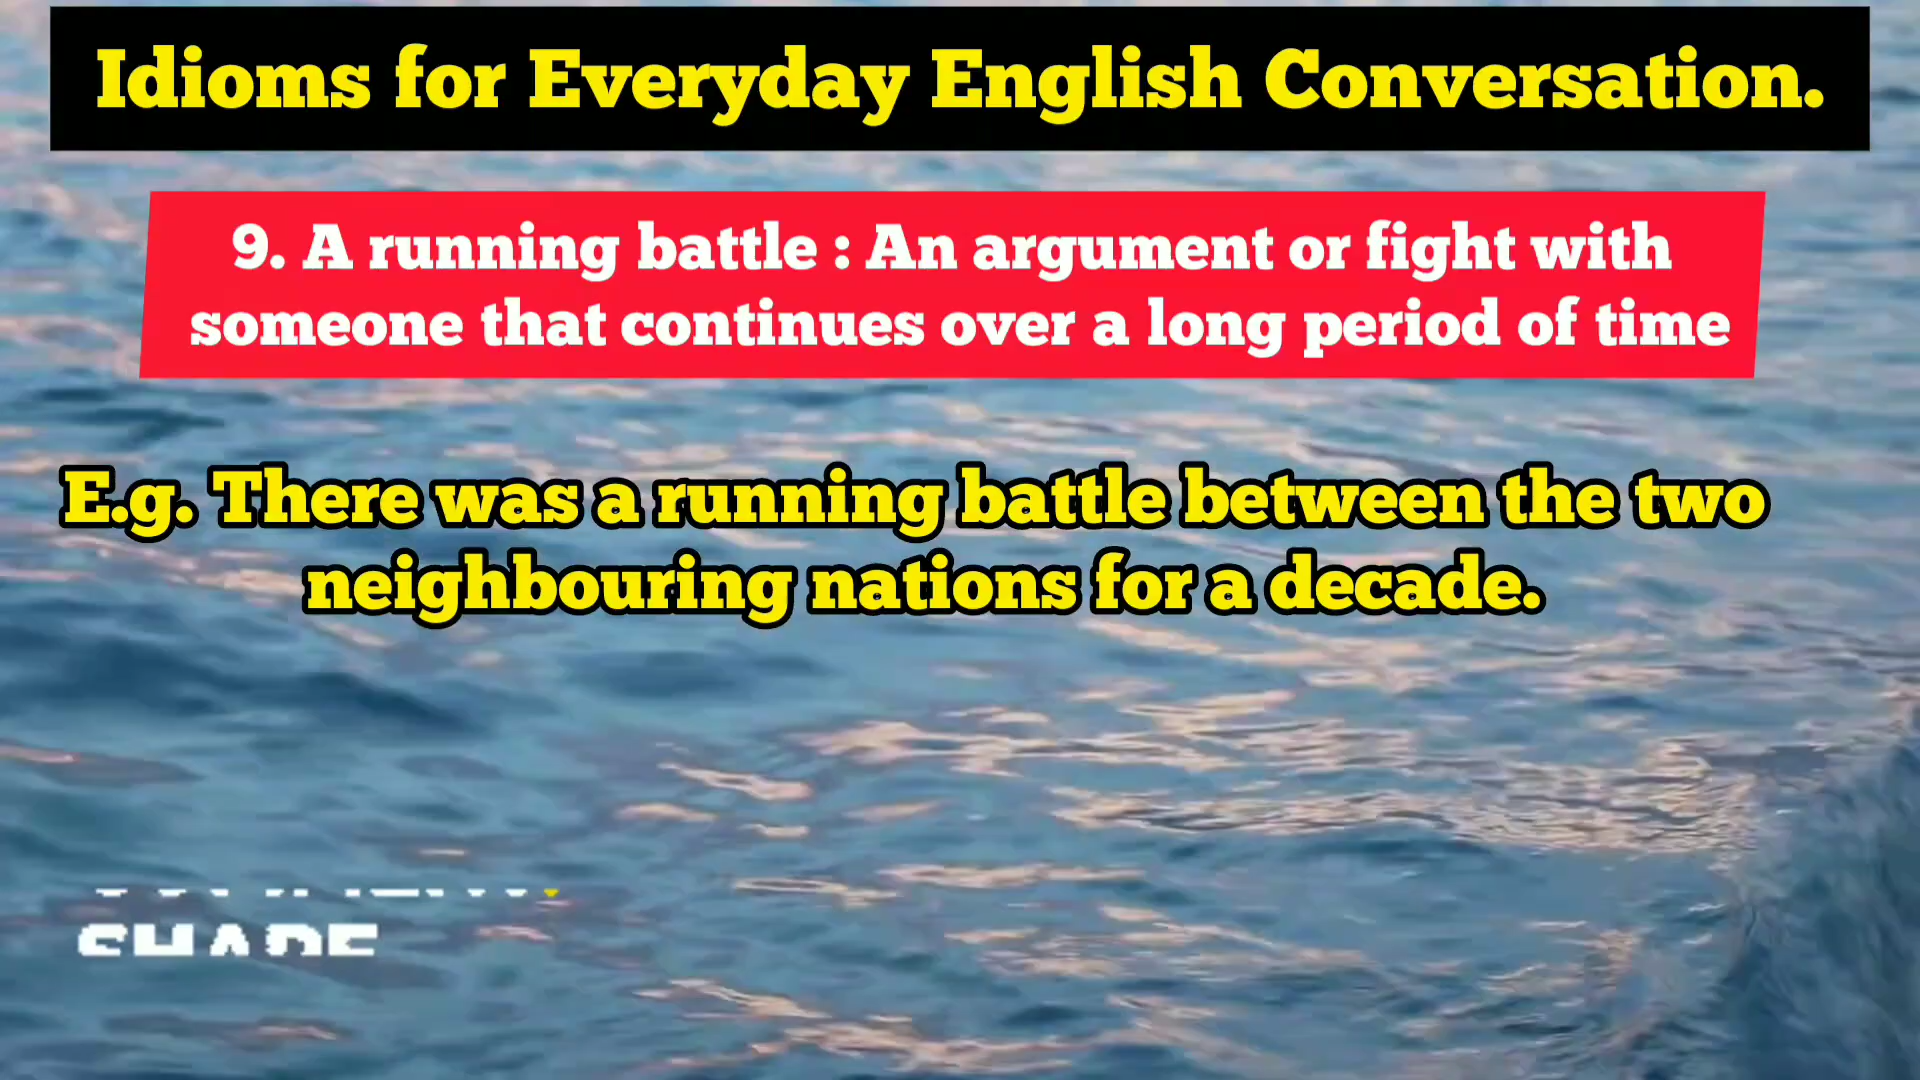 Idioms for Everyday English Conversation.
9. A running battle : An argument or fight with
someone that continues over a long period of time
E.g. There was a running battle between the two
neighbouring nations for a decade.
SHARE